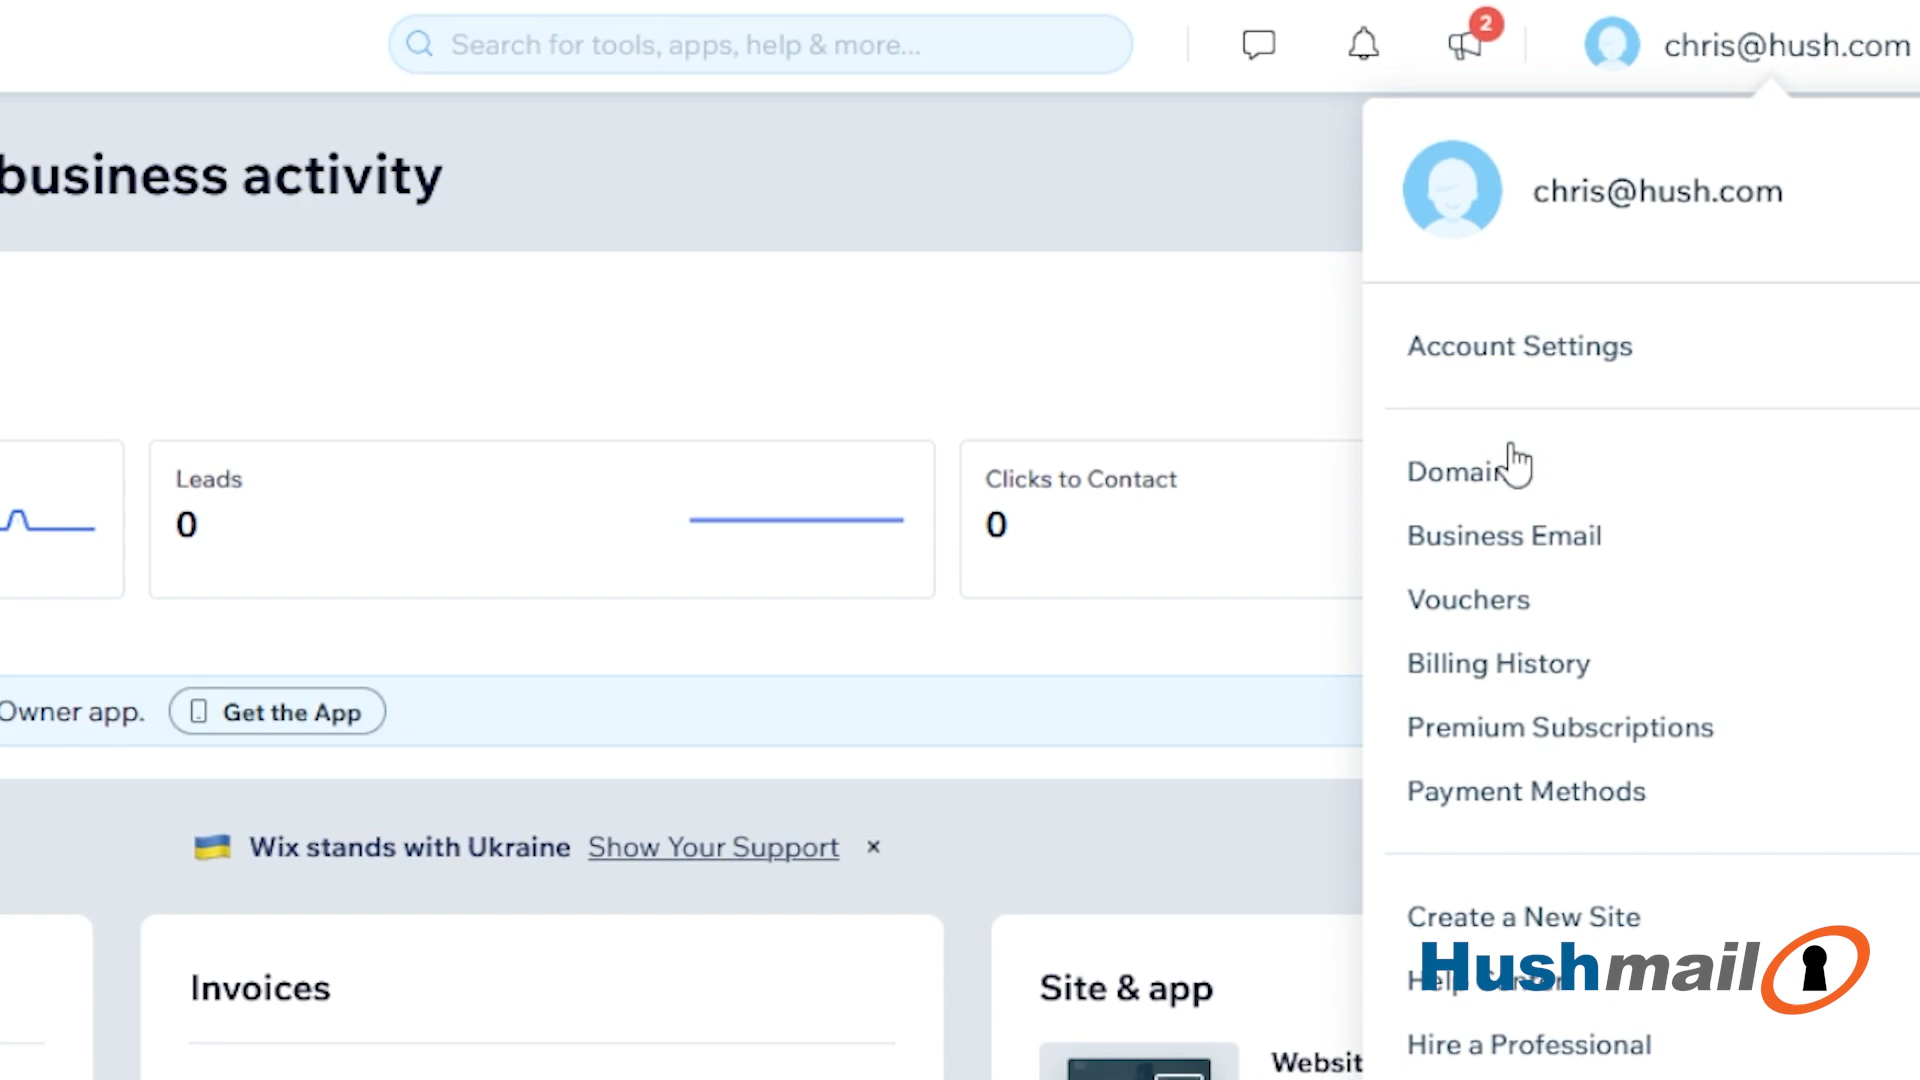 Search for tools, apps, help & more...
2
chris@hush.com
business activity
chris@hush.com
Account Settings
Leads
0
Clicks to Contact
0
Business Email
Vouchers
Billing History
Owner app.
Get the App
Premium Subscriptions
Payment Methods
Wix stands with Ukraine Show Your Support ×
Create a New Site
Hushmail
Invoices
Site & app
Hire a Professional